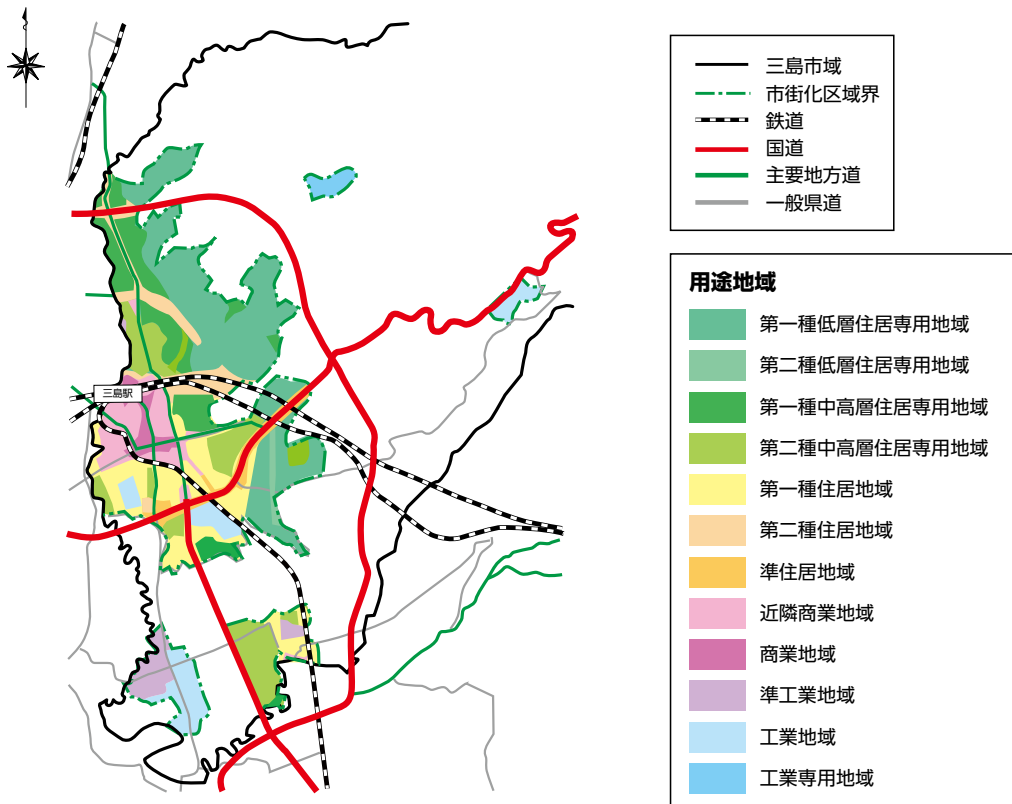 三島駅
三島市域
市街化区域界
鉄道
国道
主要地方道
一般県道
用途地域
第一種低層住居専用地域
第二種低層住居専用地域
第一種中高層住居専用地域
第二種中高層住居専用地域
第一種住居地域
第二種住居地域
準住居地域
近隣商業地域
商業地域
準工業地域
工業地域
工業専用地域